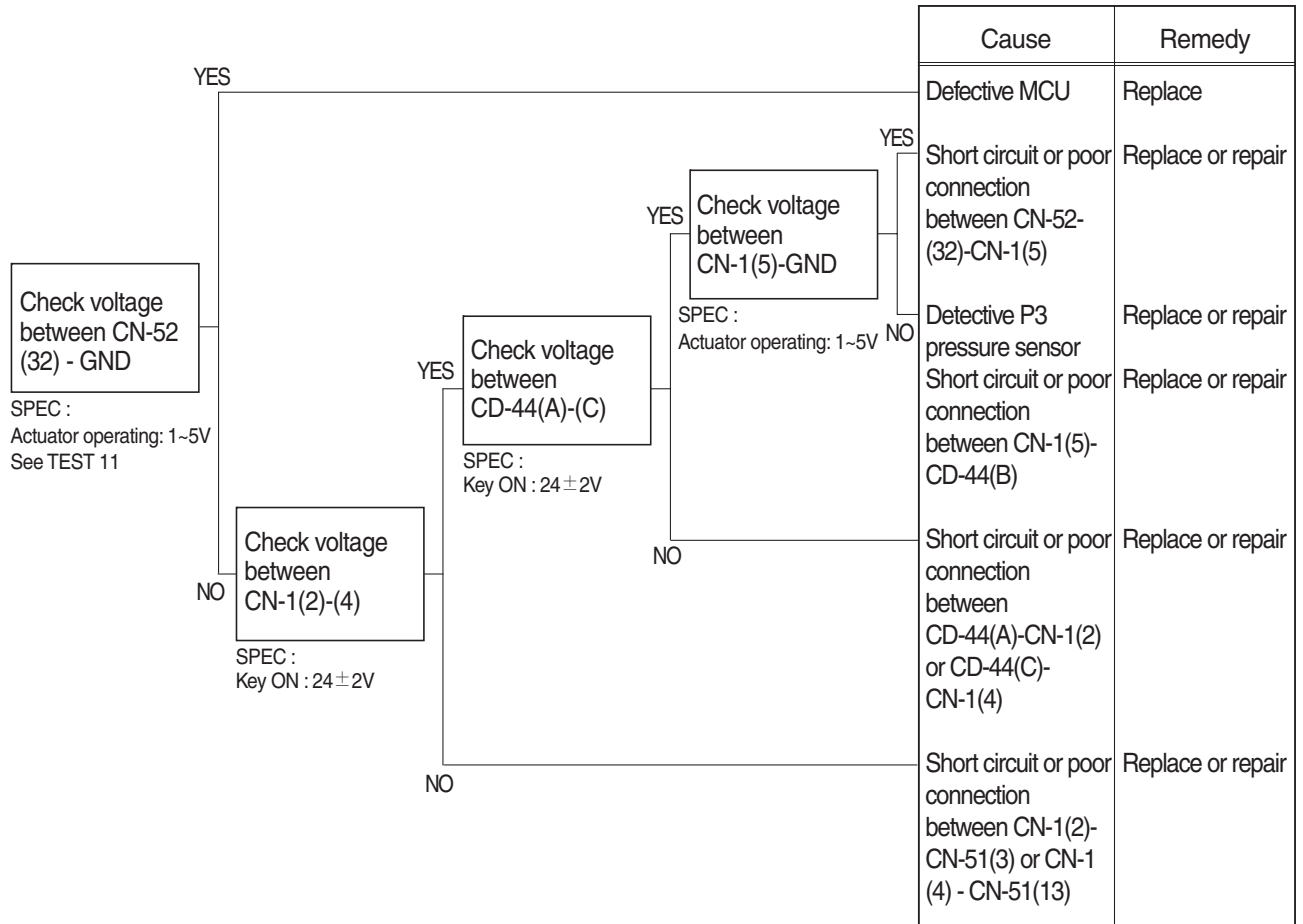 Cause
Remedy
YES
Defective MCU
Replace
YES
Short circuit or poor
connection
between CN-52-
(32)-CN-1(5)
Replace or repair
YES
Check voltage
between
CN-1(5)-GND
SPEC :
Actuator operating: 1~5V
NO
Detective P3
pressure sensor
Replace or repair
Short circuit or poor
connection
between CN-1(5)-
CD-44(B)
Replace or repair
Check voltage
between CN-52
(32) - GND
SPEC :
Actuator operating: 1~5V
See TEST 11
YES
Check voltage
between
CD-44(A)-(C)
SPEC :
Key ON : 24±2V
NO
Short circuit or poor
connection
between
CD-44(A)-CN-1(2)
or CD-44(C)-
CN-1(4)
Replace or repair
NO
Check voltage
between
CN-1(2)-(4)
SPEC :
Key ON : 24±2V
NO
Short circuit or poor
connection
between CN-1(2)-
CN-51(3) or CN-1
(4) - CN-51(13)
Replace or repair